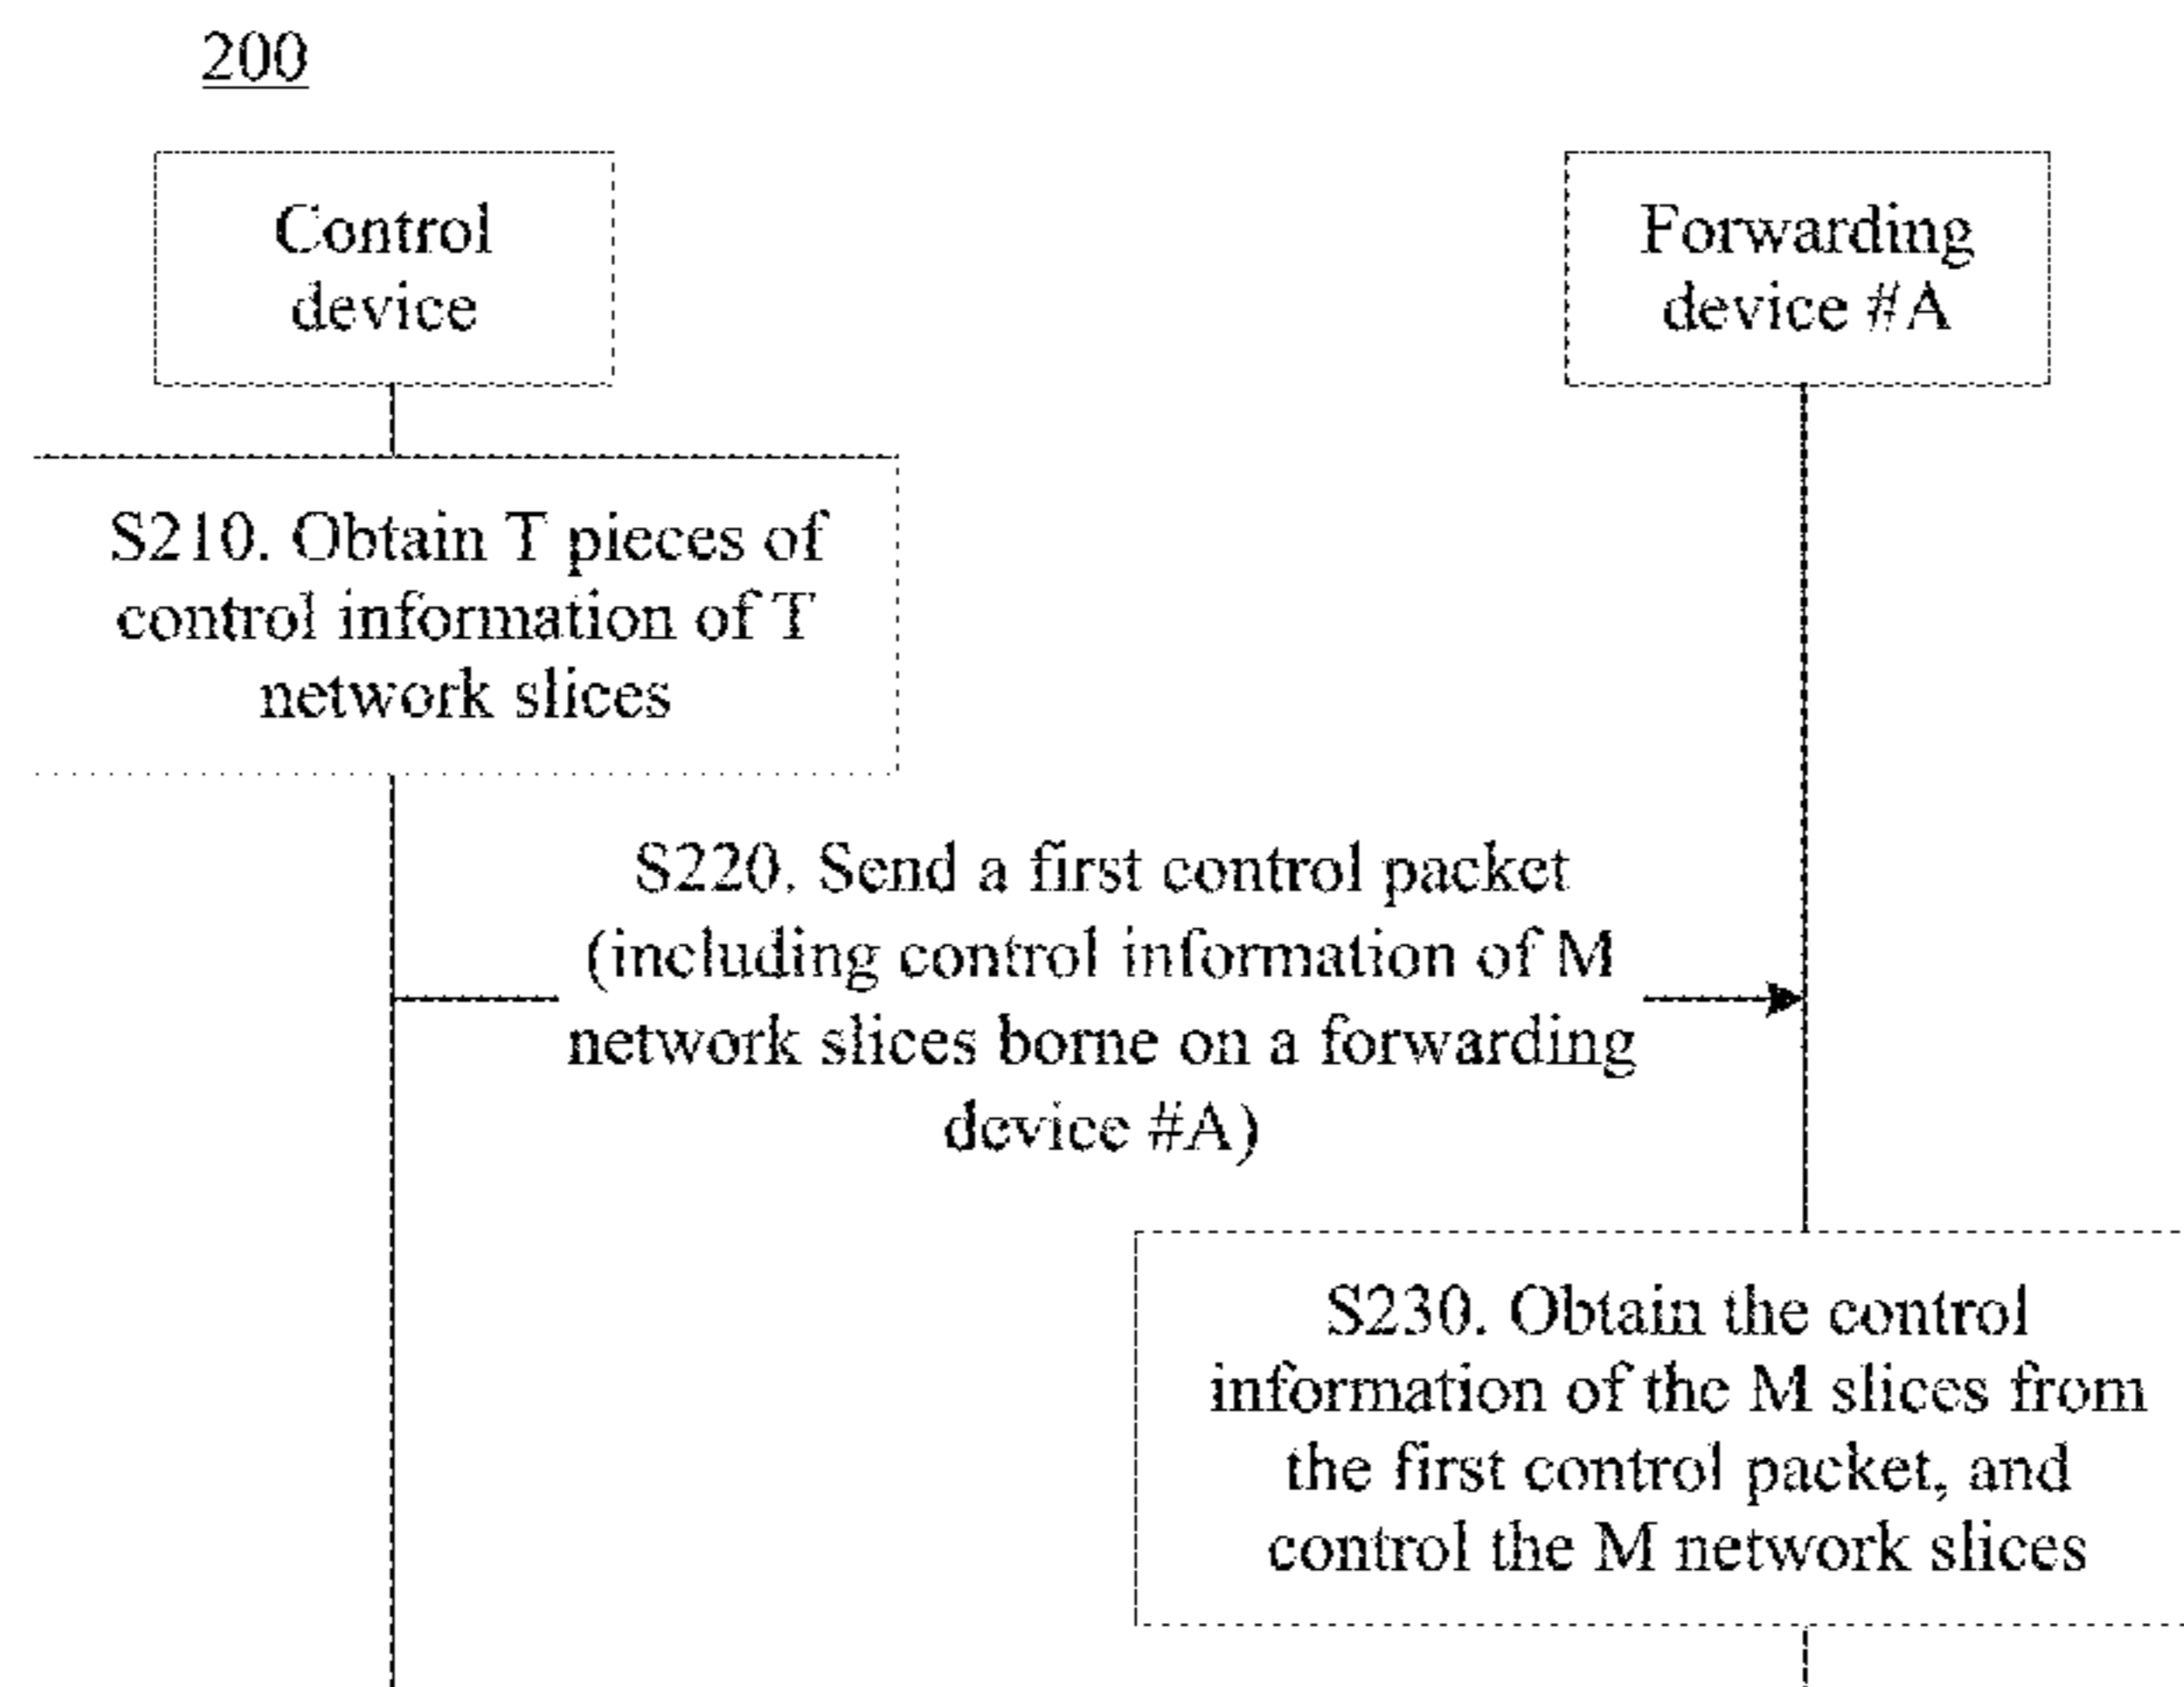 200
Control
device
Forwarding
device #A
S210. Obtain T pieces of
control information of T
network slices
S220. Send a first control packet
(including control information of M
network slices borne on a forwarding
device #A)
S230. Obtain the control
information of the M slices from
the first control packet, and
control the M network slices